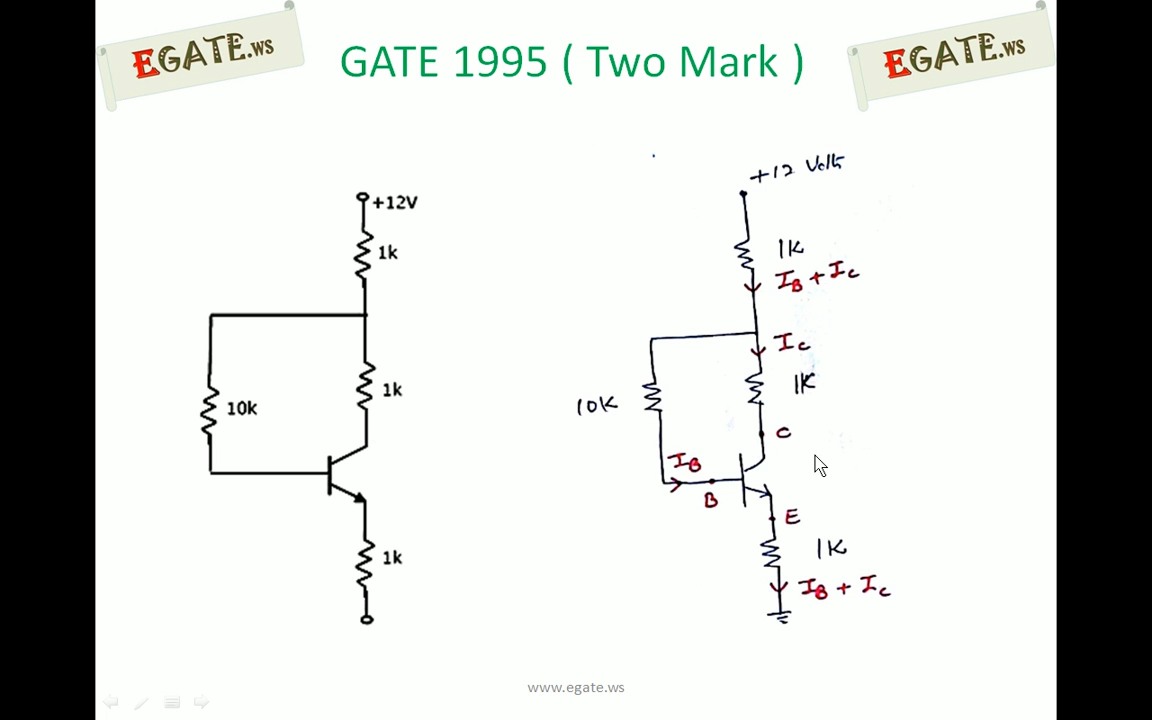 EGATE.ws
GATE 1995 ( Two Mark )
EGATE.ws
+12V
1k
1k
10k
1k
+12 Volts
1K
IB + Ic
Ic
1K
10K
C
IB
B
E
1K
IB + Ic
www.egate.ws